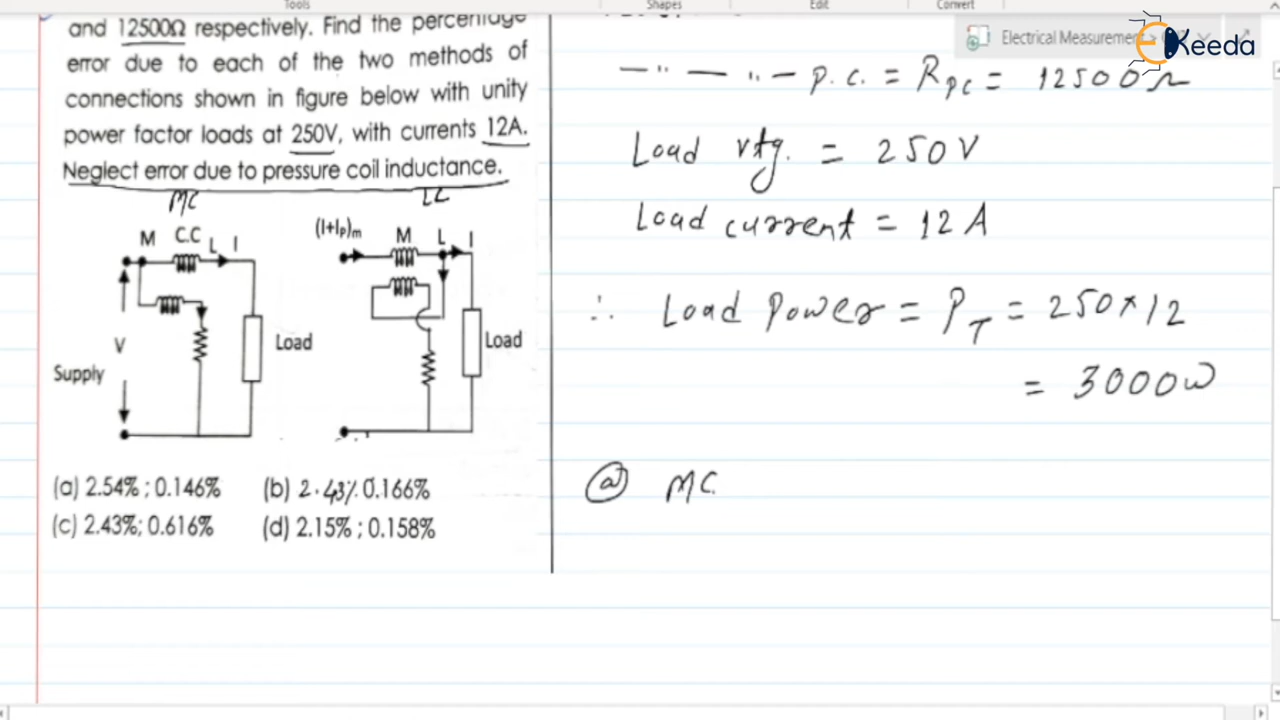 Tools Shapes Edit Convert
and 12500Ω respectively. Find the percentage
error due to each of the two methods of
connections shown in figure below with unity
power factor loads at 250V, with currents 12A.
Neglect error due to pressure coil inductance.
MC LC
M C.C L I
V
Supply
Load
(I+Ip)m M L I
Load
(a) 2.54% ; 0.146% (b) 2.43% 0.166%
(c) 2.43%; 0.616% (d) 2.15% ; 0.158%
Electrical Measurement
Keeda
— " — " — p.c. = Rpc = 12500Ω
Load vtg. = 250V
Load current = 12A
∴ Load Power = PT = 250×12
= 3000W
(a) MC